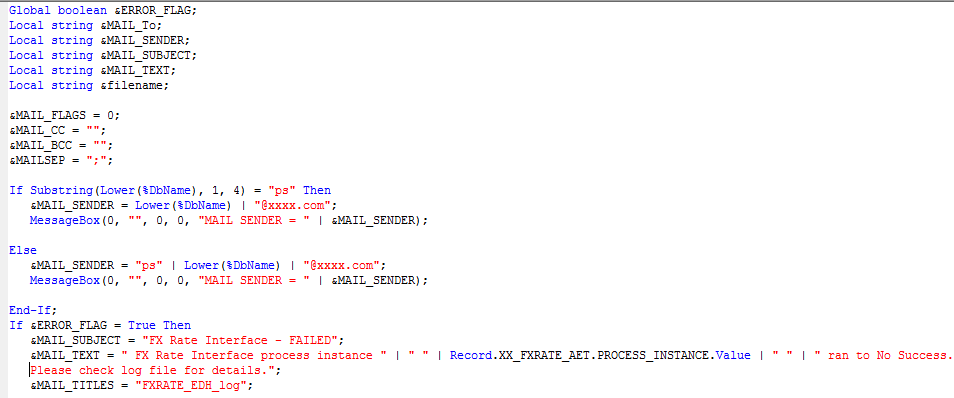 Global boolean &ERROR_FLAG;
Local string &MAIL_To;
Local string &MAIL_SENDER;
Local string &MAIL_SUBJECT;
Local string &MAIL_TEXT;
Local string &filename;
&MAIL_FLAGS = 0;
&MAIL_CC = "";
&MAIL_BCC = "";
&MAILSEP = ";";
If Substring(Lower(%DbName), 1, 4) = "ps" Then
&MAIL_SENDER = Lower(%DbName) | "@xxxx.com";
MessageBox(0, "", 0, 0, "MAIL SENDER = " | &MAIL_SENDER);
Else
&MAIL_SENDER = "ps" | Lower(%DbName) | "@xxxx.com";
MessageBox(0, "", 0, 0, "MAIL SENDER = " | &MAIL_SENDER);
End-If;
If &ERROR_FLAG = True Then
&MAIL_SUBJECT = "FX Rate Interface - FAILED";
&MAIL_TEXT = " FX Rate Interface process instance " | " " | Record.XX_FXRATE_AET.PROCESS_INSTANCE.Value | " " | " ran to No Success.
Please check log file for details.";
&MAIL_TITLES = "FXRATE_EDH_log";